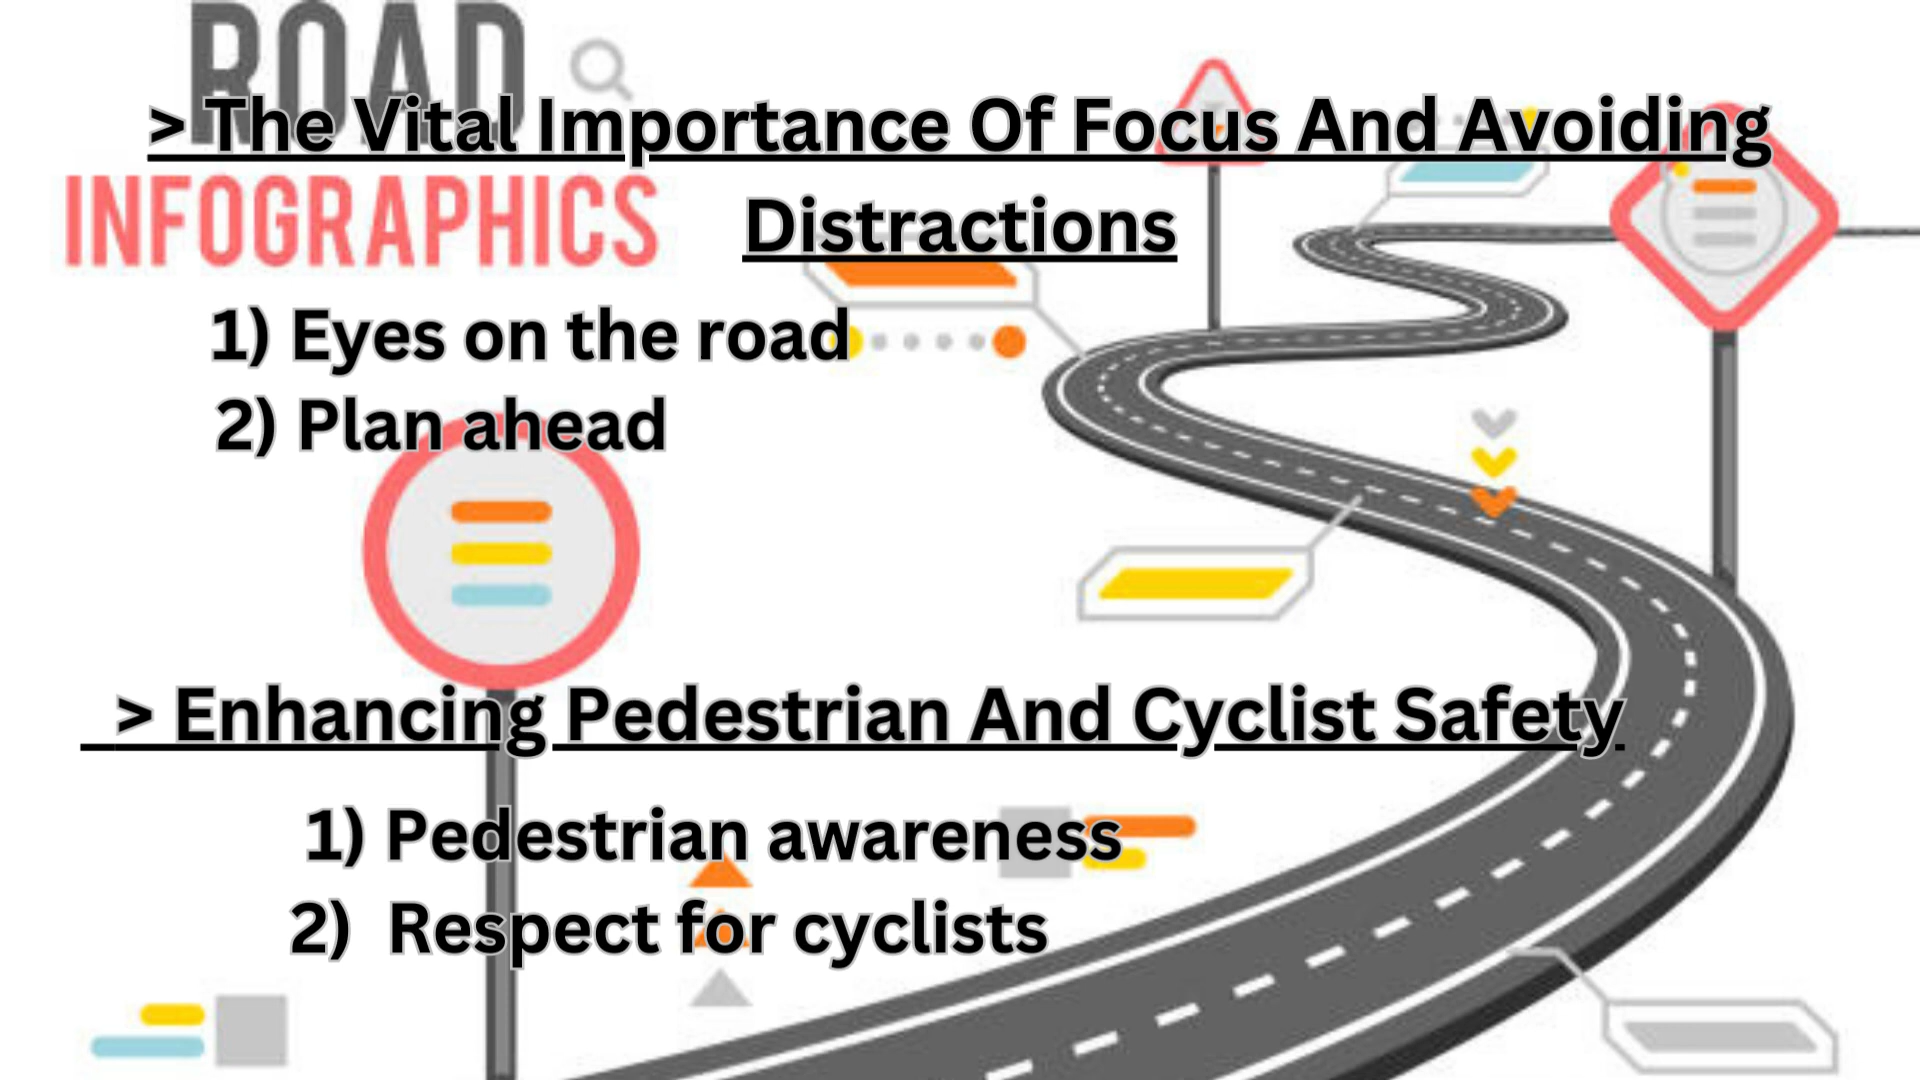 ROAD
INFOGRAPHICS
> The Vital Importance Of Focus And Avoiding
Distractions
1) Eyes on the road
2) Plan ahead
> Enhancing Pedestrian And Cyclist Safety
1) Pedestrian awareness
2) Respect for cyclists